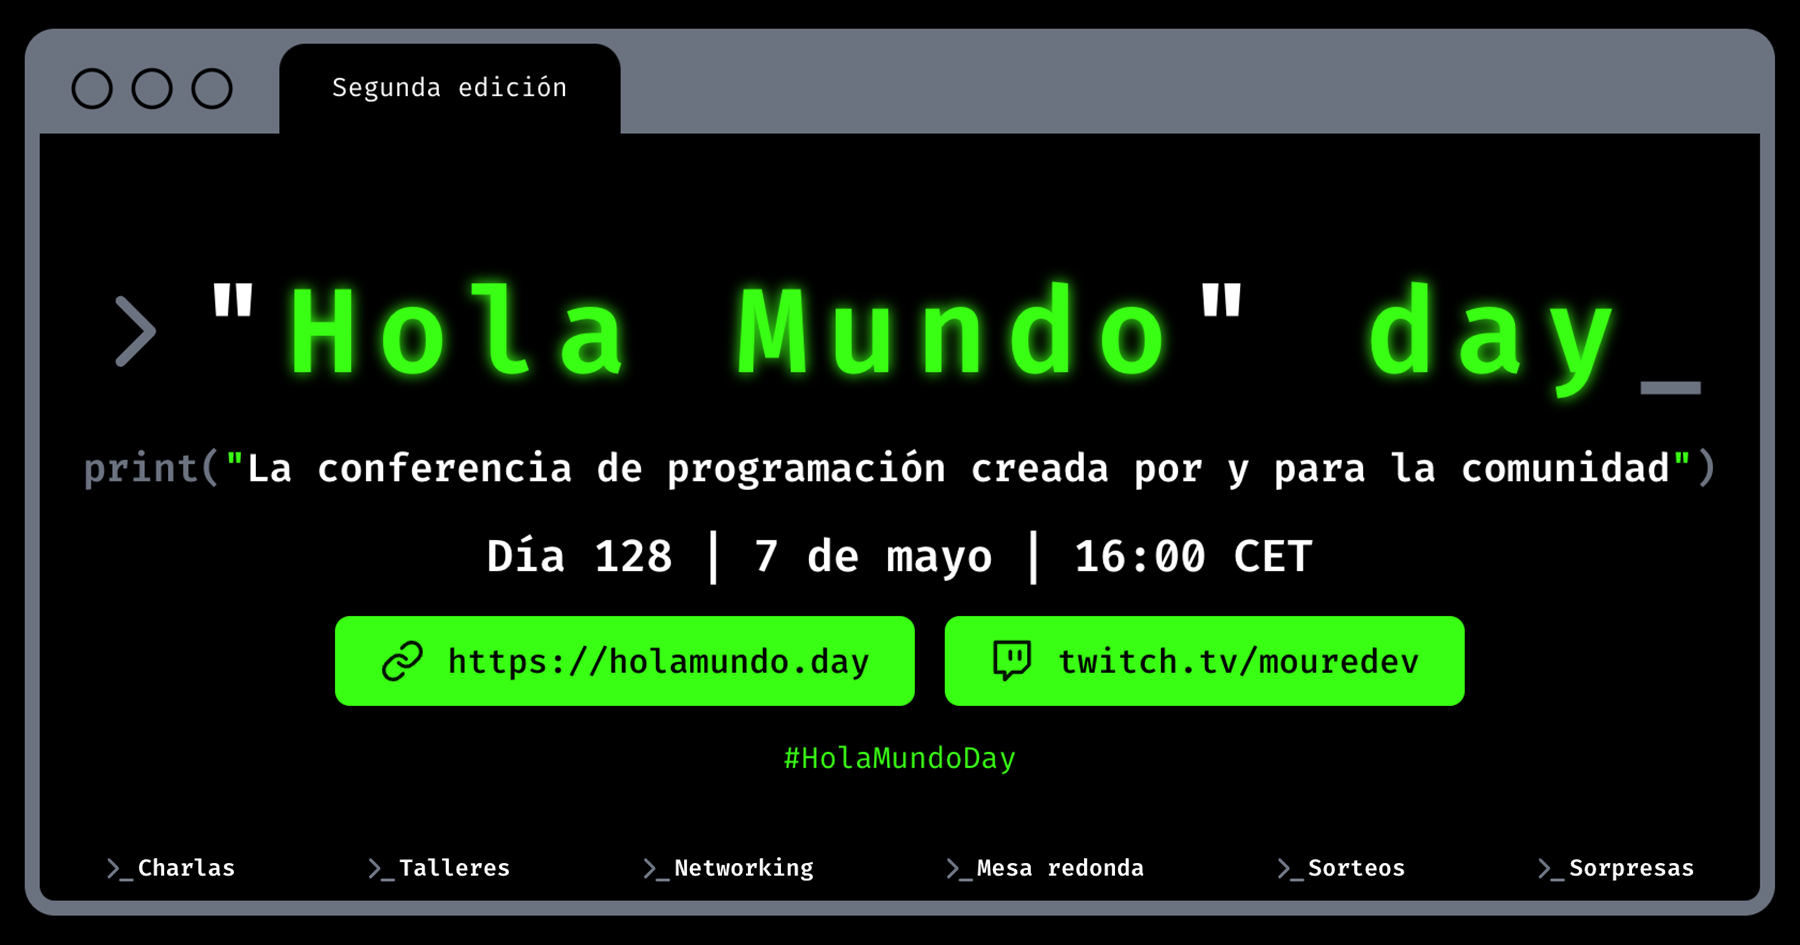 Segunda edición
> "Hola Mundo" day_
print("La conferencia de programación creada por y para la comunidad")
Día 128 | 7 de mayo | 16:00 CET
https://holamundo.day
twitch.tv/mouredev
#HolaMundoDay
>_Charlas >_Talleres >_Networking >_Mesa redonda >_Sorteos >_Sorpresas